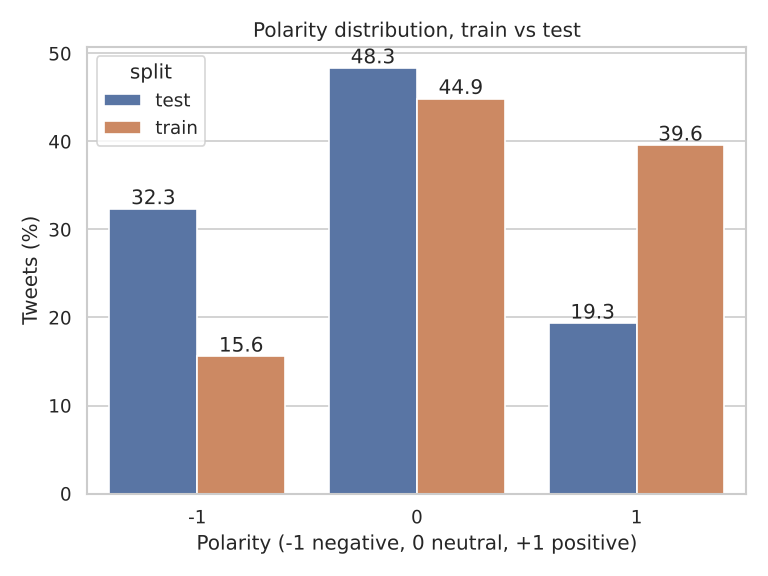 Polarity distribution, train vs test
split
test
train
Tweets (%)
50
40
30
20
10
0
32.3
15.6
48.3
44.9
19.3
39.6
-1
0
1
Polarity (-1 negative, 0 neutral, +1 positive)